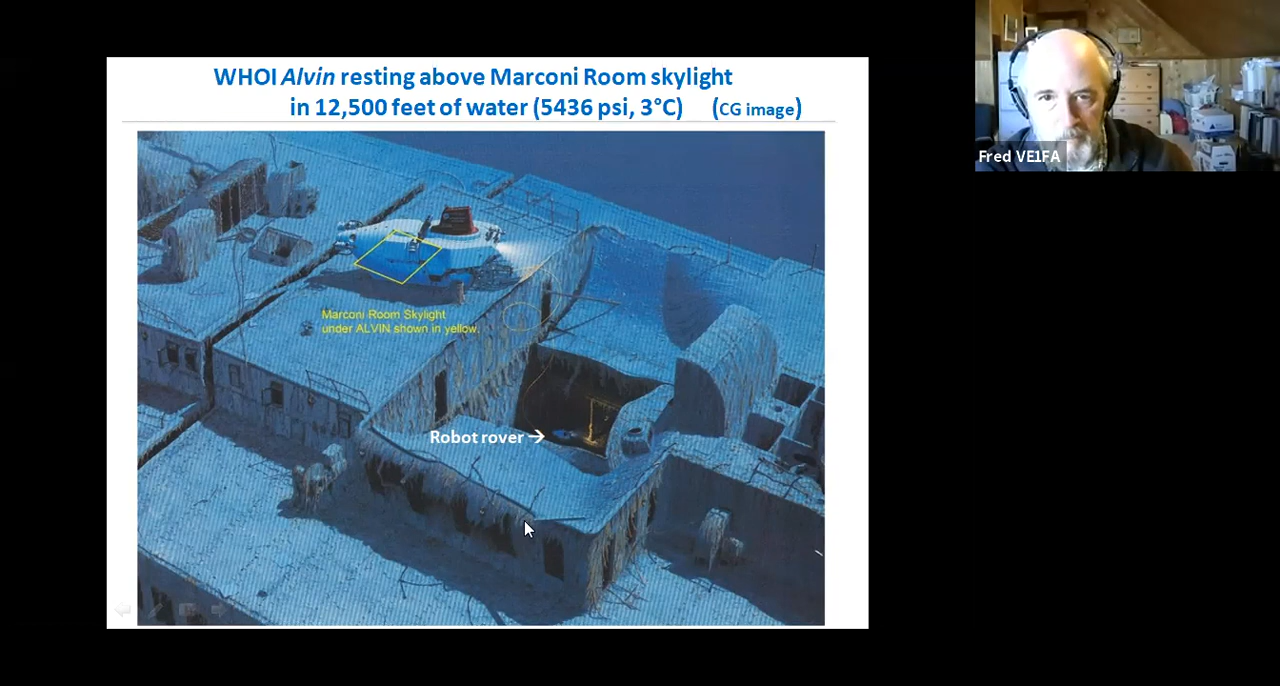 WHOI Alvin resting above Marconi Room skylight
in 12,500 feet of water (5436 psi, 3°C) (CG image)
Fred VE1FA
Marconi Room Skylight
under ALVIN shown in yellow.
Robot rover →